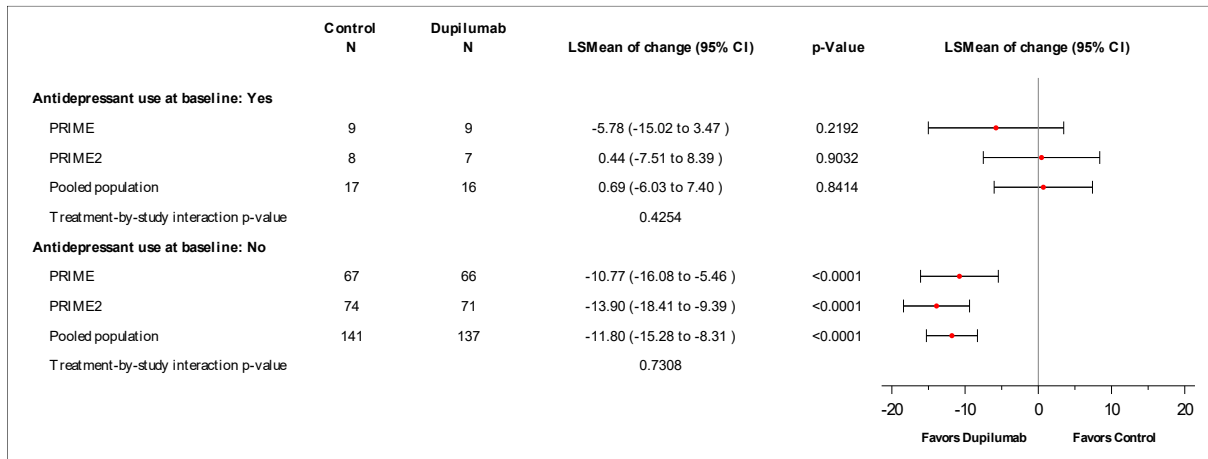 Control Dupilumab
N N LSMean of change (95% CI) p-Value LSMean of change (95% CI)
Antidepressant use at baseline: Yes
PRIME 9 9 -5.78 (-15.02 to 3.47 ) 0.2192
PRIME2 8 7 0.44 (-7.51 to 8.39 ) 0.9032
Pooled population 17 16 0.69 (-6.03 to 7.40 ) 0.8414
Treatment-by-study interaction p-value 0.4254
Antidepressant use at baseline: No
PRIME 67 66 -10.77 (-16.08 to -5.46 ) <0.0001
PRIME2 74 71 -13.90 (-18.41 to -9.39 ) <0.0001
Pooled population 141 137 -11.80 (-15.28 to -8.31 ) <0.0001
Treatment-by-study interaction p-value 0.7308
-20 -10 0 10 20
Favors Dupilumab Favors Control